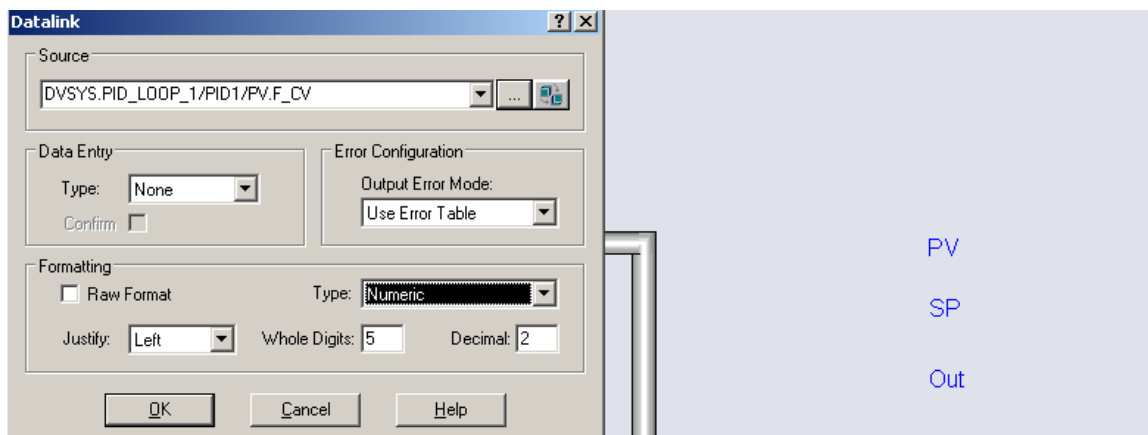 Datalink
Source
DVSYS.PID_LOOP_1/PID1/PV.F_CV ...
Data Entry
Type: None
Confirm
Error Configuration
Output Error Mode:
Use Error Table
Formatting
Raw Format Type: Numeric
Justify: Left Whole Digits: 5 Decimal: 2
OK Cancel Help
PV
SP
Out